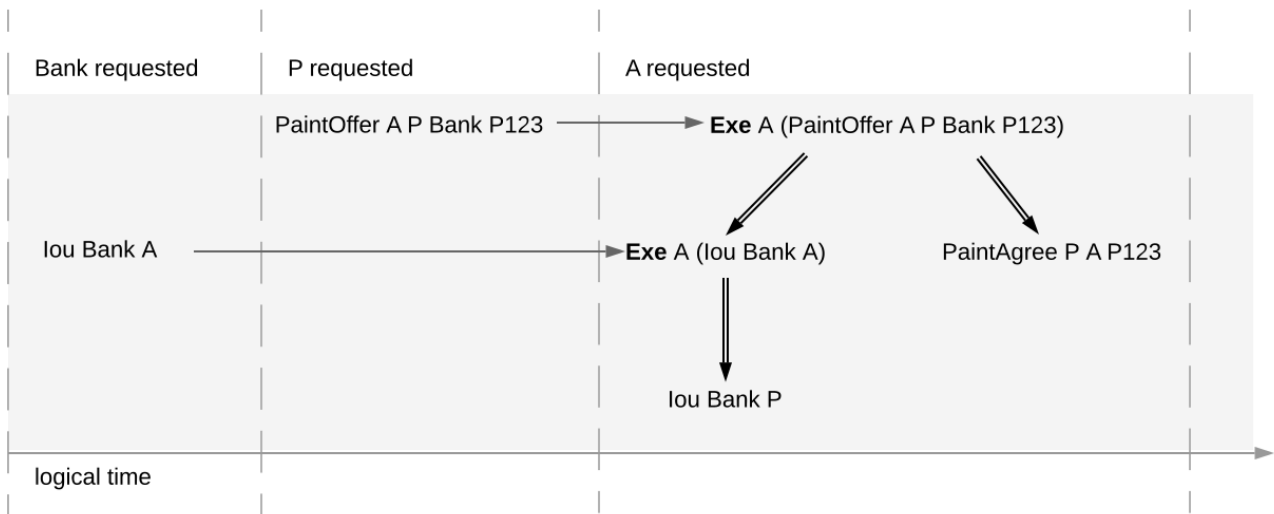 Bank requested
P requested
A requested
PaintOffer A P Bank P123
Exe A (PaintOffer A P Bank P123)
Iou Bank A
Exe A (Iou Bank A)
PaintAgree P A P123
Iou Bank P
logical time